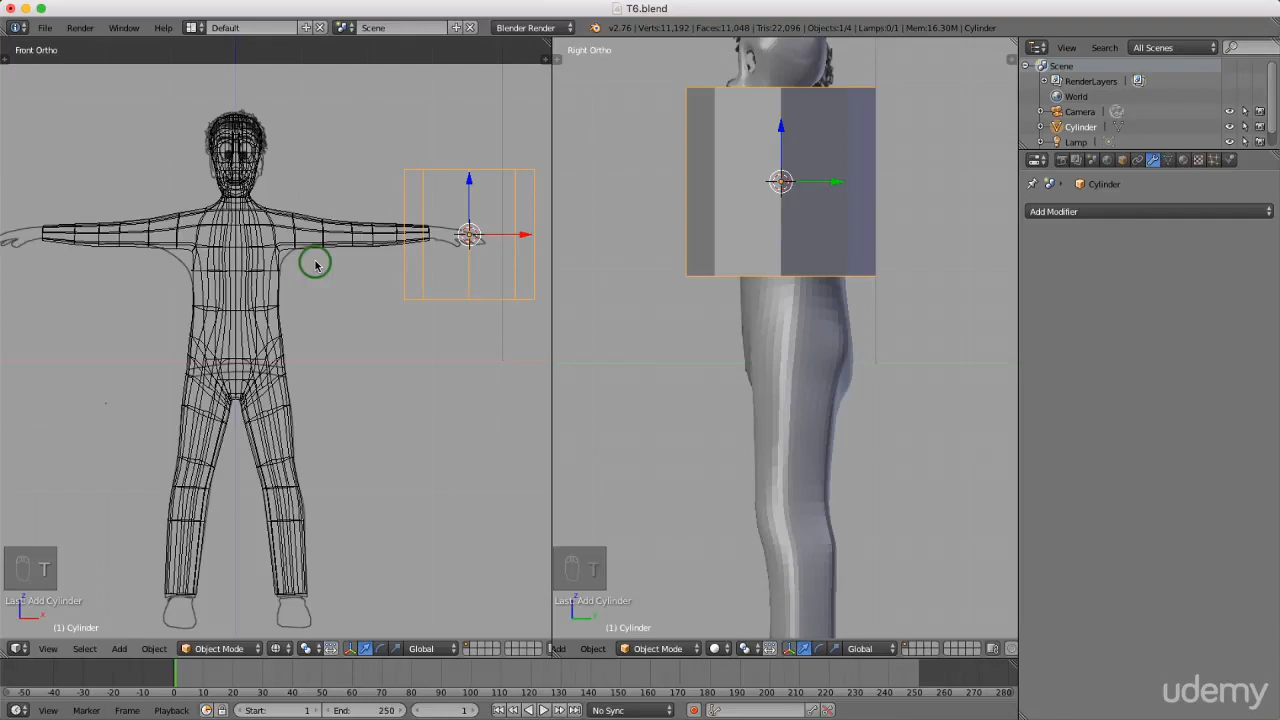 T6.blend
File Render Window Help Default Scene Blender Render v2.76 | Verts:11,192 | Faces:11,048 | Tris:22,096 | Objects:1/4 | Lamps:0/1 | Mem:16.30M | Cylinder
Front Ortho
Right Ortho
View Search All Scenes
Scene
RenderLayers
World
Camera
Cylinder
Lamp
Cylinder
Add Modifier
T
T
Last: Add Cylinder
Last: Add Cylinder
z
x
z
y
(1) Cylinder
(1) Cylinder
View Select Add Object Object Mode Global
Add Object Object Mode Global
-50 -40 -30 -20 -10 0 10 20 30 40 50 60 70 80 90 100 110 120 130 140 150 160 170 180 190 200 210 220 230 240 250 260 270 280
View Marker Frame Playback Start: 1 End: 250 1 No Sync
udemy